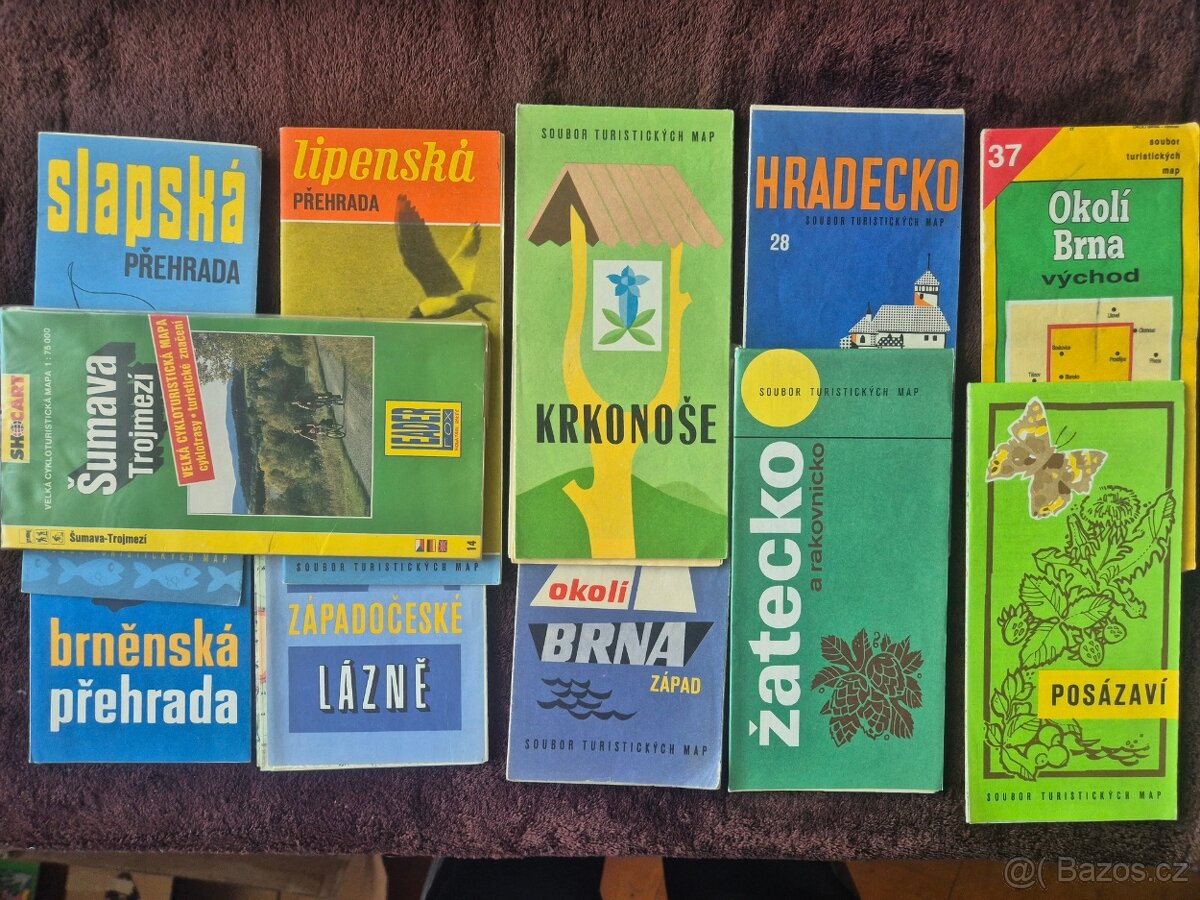 slapská
PŘEHRADA
lipenská
PŘEHRADA
SOUBOR TURISTICKÝCH MAP
KRKONOŠE
HRADECKO
SOUBOR TURISTICKÝCH MAP
28
37
soubor
turistických
map
Okolí
Brna
východ
SHOCART
VELKÁ CYKLOTURISTICKÁ MAPA 1 : 75 000
Šumava
Trojmezí
VELKÁ CYKLOTURISTICKÁ MAPA
cyklotrasy • turistické značení
LEADER
FOX
Šumava-Trojmezí
14
SOUBOR TURISTICKÝCH MAP
žatecko
a rakovnicko
MAP
SOUBOR TURISTICKÝCH MAP
brněnská
přehrada
ZÁPADOČESKÉ
LÁZNĚ
okolí
BRNA
ZÁPAD
SOUBOR TURISTICKÝCH MAP
POSÁZAVÍ
SOUBOR TURISTICKÝCH MAP
Bazos.cz